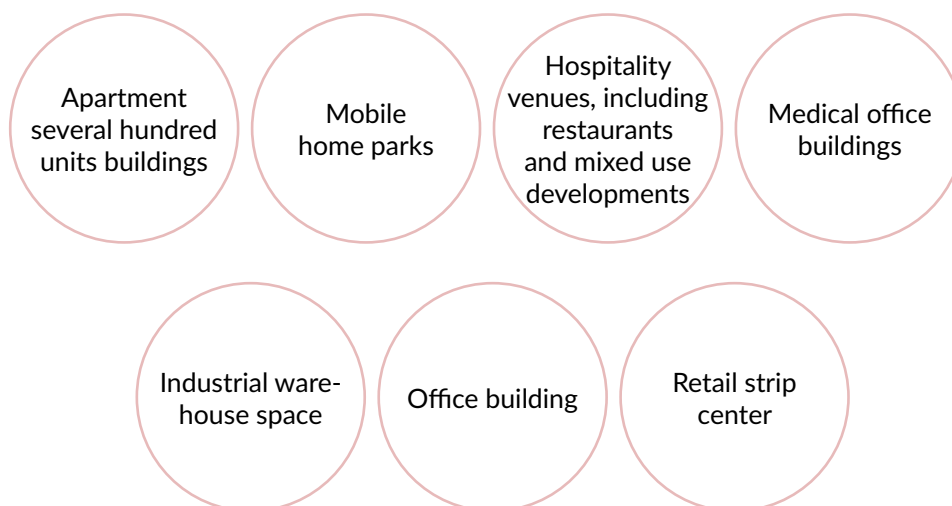 Apartment
several hundred
units buildings
Mobile
home parks
Hospitality
venues, including
restaurants
and mixed use
developments
Medical office
buildings
Industrial ware-
house space
Office building
Retail strip
center